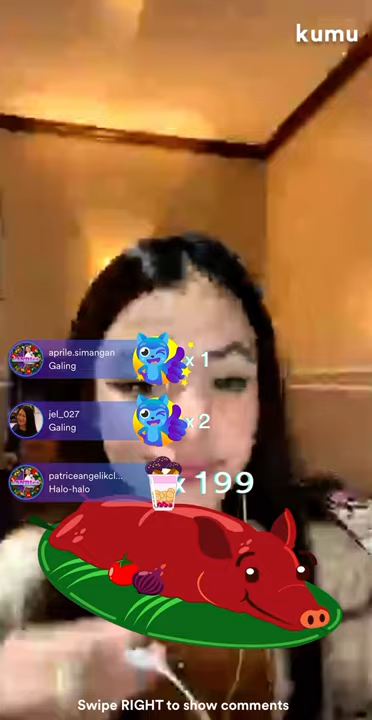 kumu
aprile.simangan
Galing
x 1
jel_027
Galing
x 2
patriceangelikcl...
Halo-halo
x 199
Swipe RIGHT to show comments